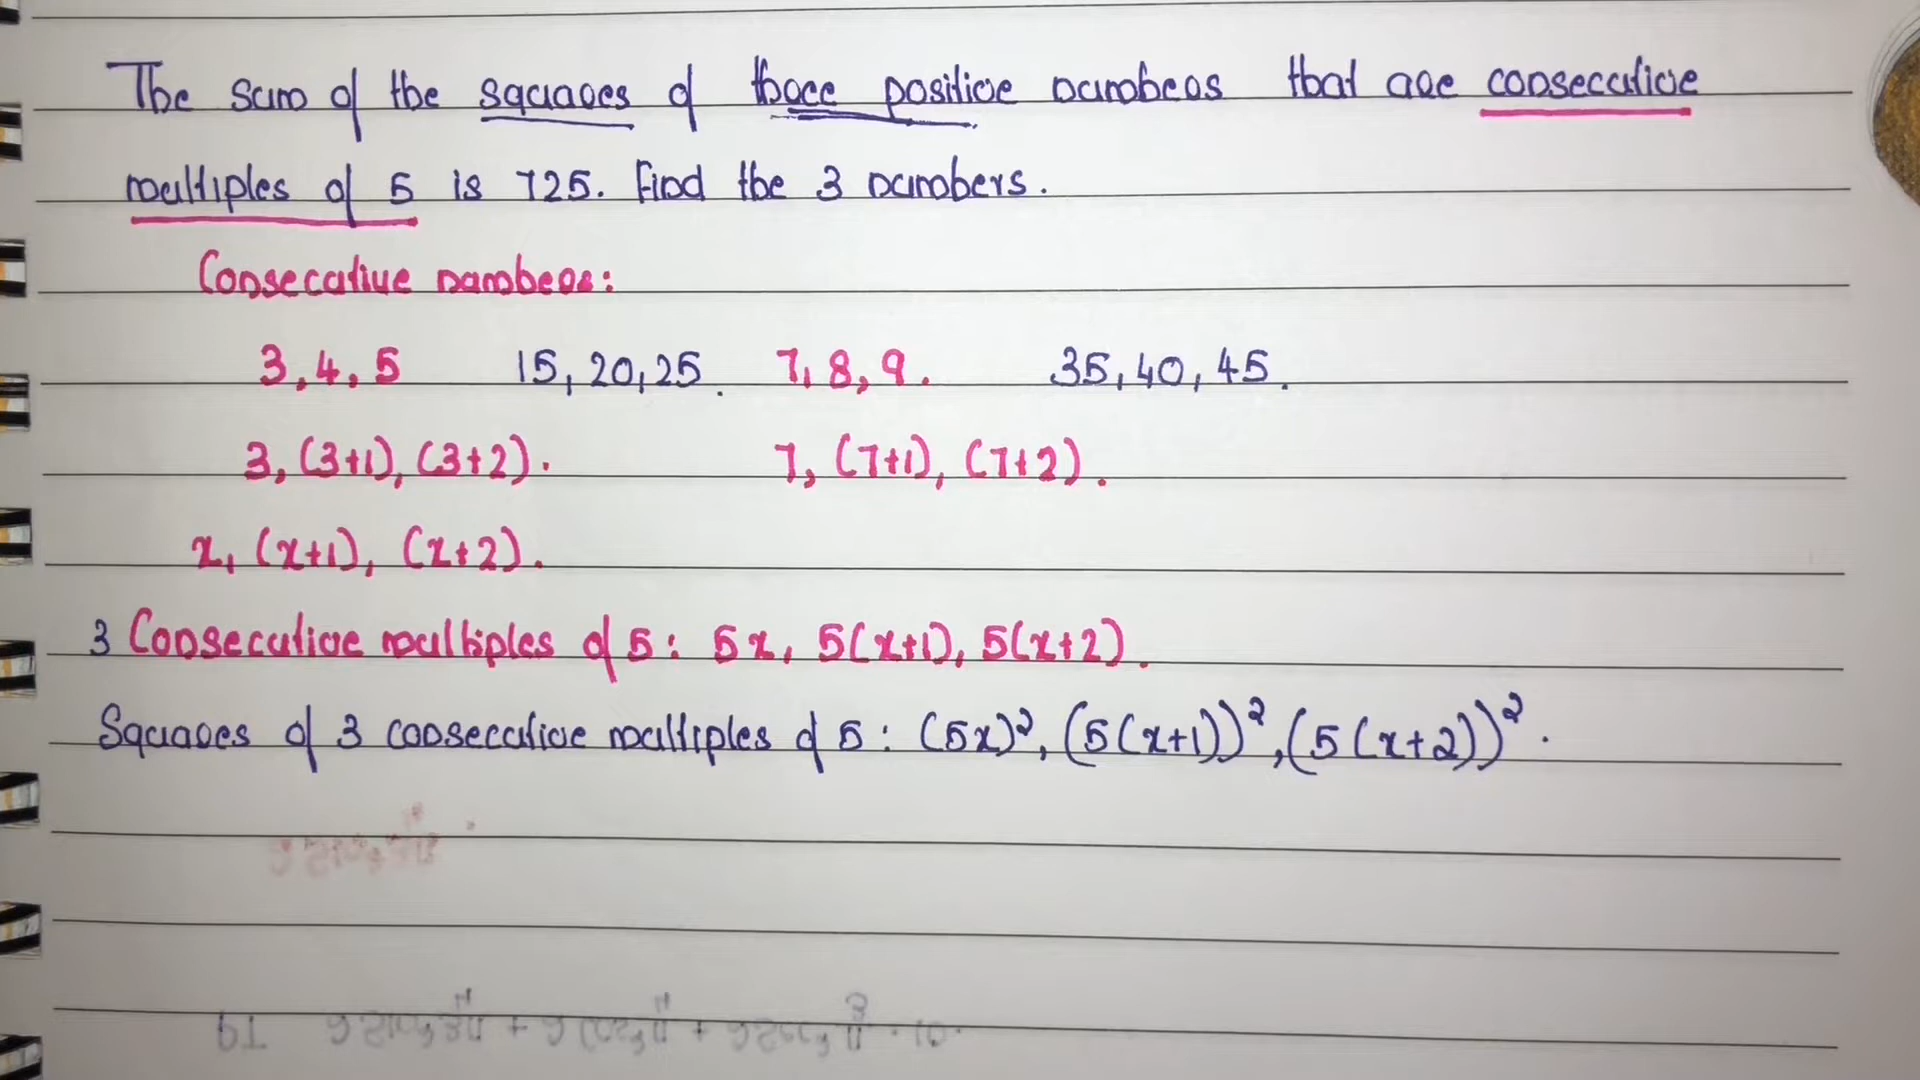 The sum of the squares of three positive numbers that are consecutive
multiples of 5 is 725. Find the 3 numbers.
Consecutive numbers:
3, 4, 5 15, 20, 25. 7, 8, 9. 35, 40, 45.
3, (3+1), (3+2). 7, (7+1), (7+2).
x, (x+1), (x+2).
3 Consecutive multiples of 5: 5x, 5(x+1), 5(x+2).
Squares of 3 consecutive multiples of 5: (5x)², (5(x+1))², (5(x+2))².